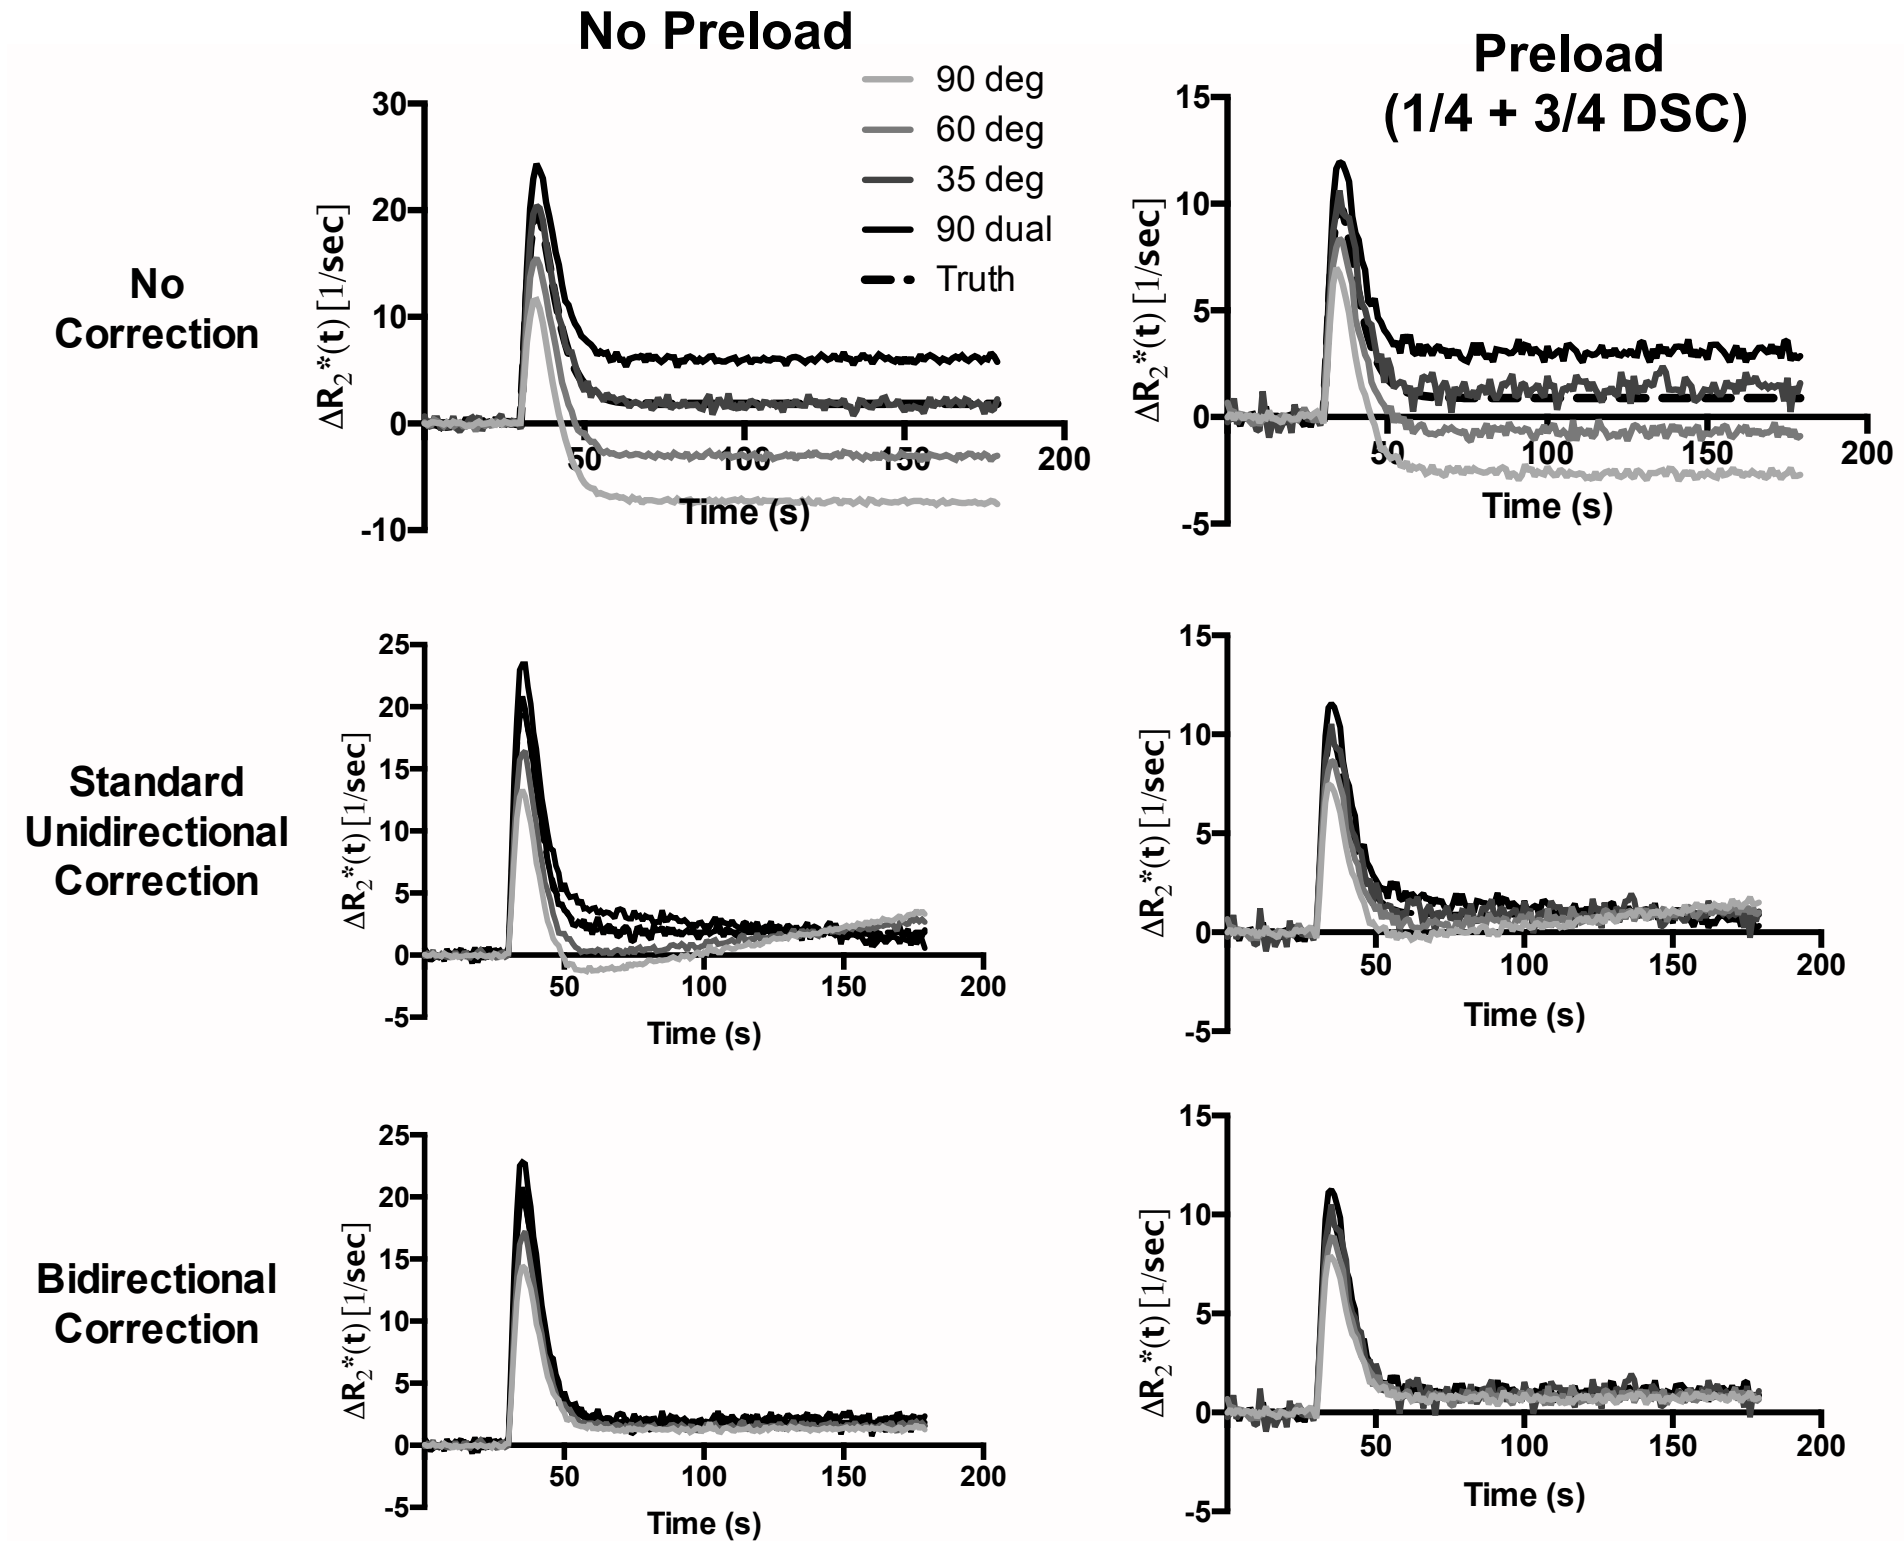 No Preload
Preload
(1/4 + 3/4 DSC)
90 deg
60 deg
35 deg
90 dual
Truth
No
Correction
ΔR2*(t) [1/sec]
30
20
10
0
-10
50
100
150
200
Time (s)
ΔR2*(t) [1/sec]
15
10
5
0
-5
50
100
150
200
Time (s)
Standard
Unidirectional
Correction
ΔR2*(t) [1/sec]
25
20
15
10
5
0
-5
50
100
150
200
Time (s)
ΔR2*(t) [1/sec]
15
10
5
0
-5
50
100
150
200
Time (s)
Bidirectional
Correction
ΔR2*(t) [1/sec]
25
20
15
10
5
0
-5
50
100
150
200
Time (s)
ΔR2*(t) [1/sec]
15
10
5
0
-5
50
100
150
200
Time (s)